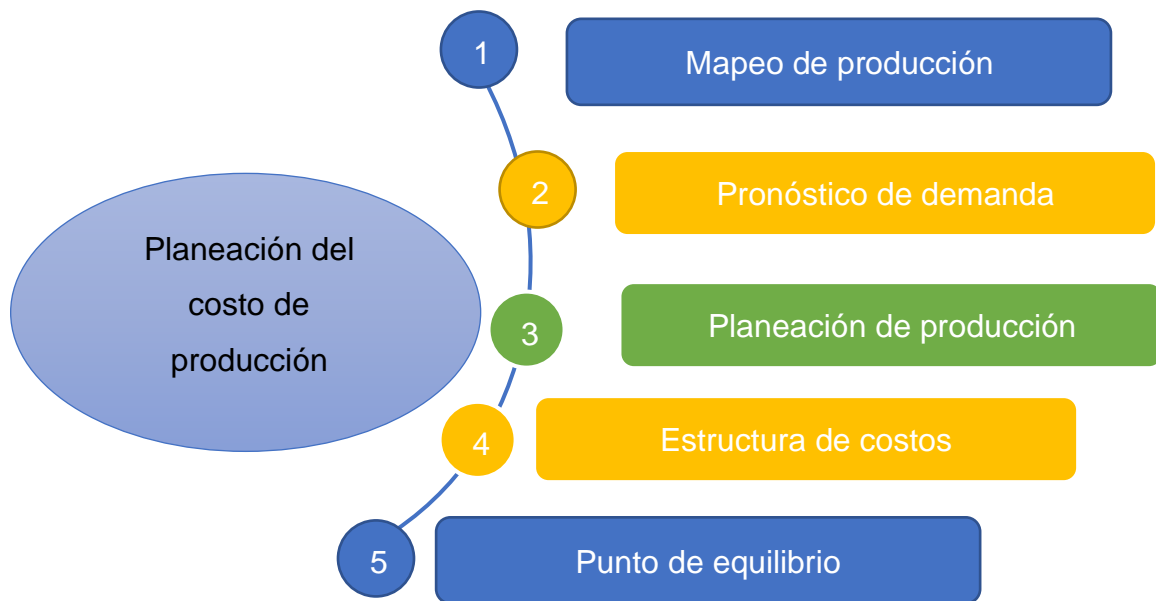 Planeación del
costo de
producción
1
Mapeo de producción
2
Pronóstico de demanda
3
Planeación de producción
4
Estructura de costos
5
Punto de equilibrio